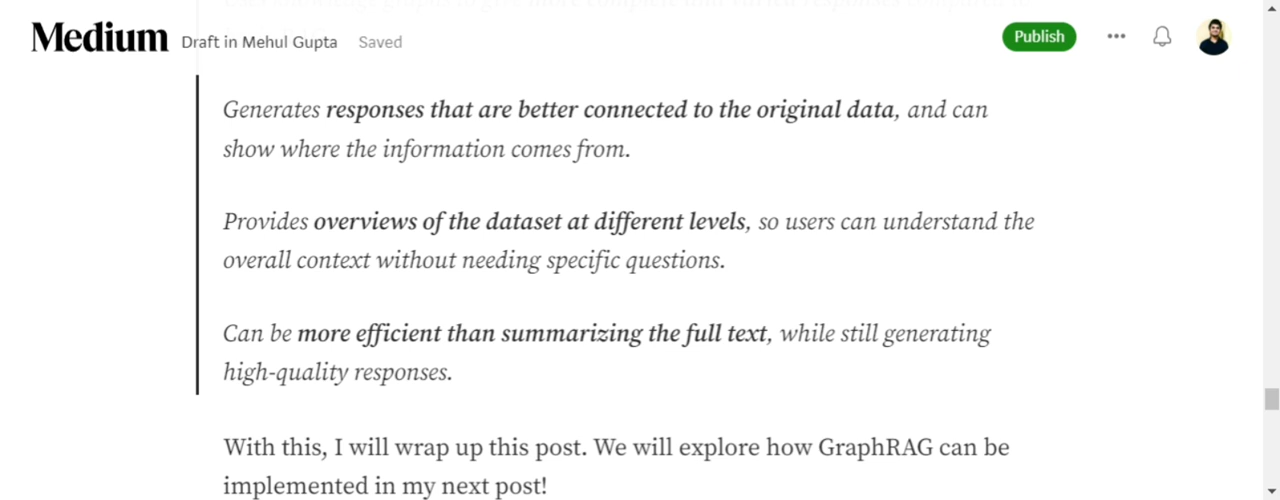 Medium Draft in Mehul Gupta Saved Publish
Generates responses that are better connected to the original data, and can
show where the information comes from.
Provides overviews of the dataset at different levels, so users can understand the
overall context without needing specific questions.
Can be more efficient than summarizing the full text, while still generating
high-quality responses.
With this, I will wrap up this post. We will explore how GraphRAG can be
implemented in my next post!